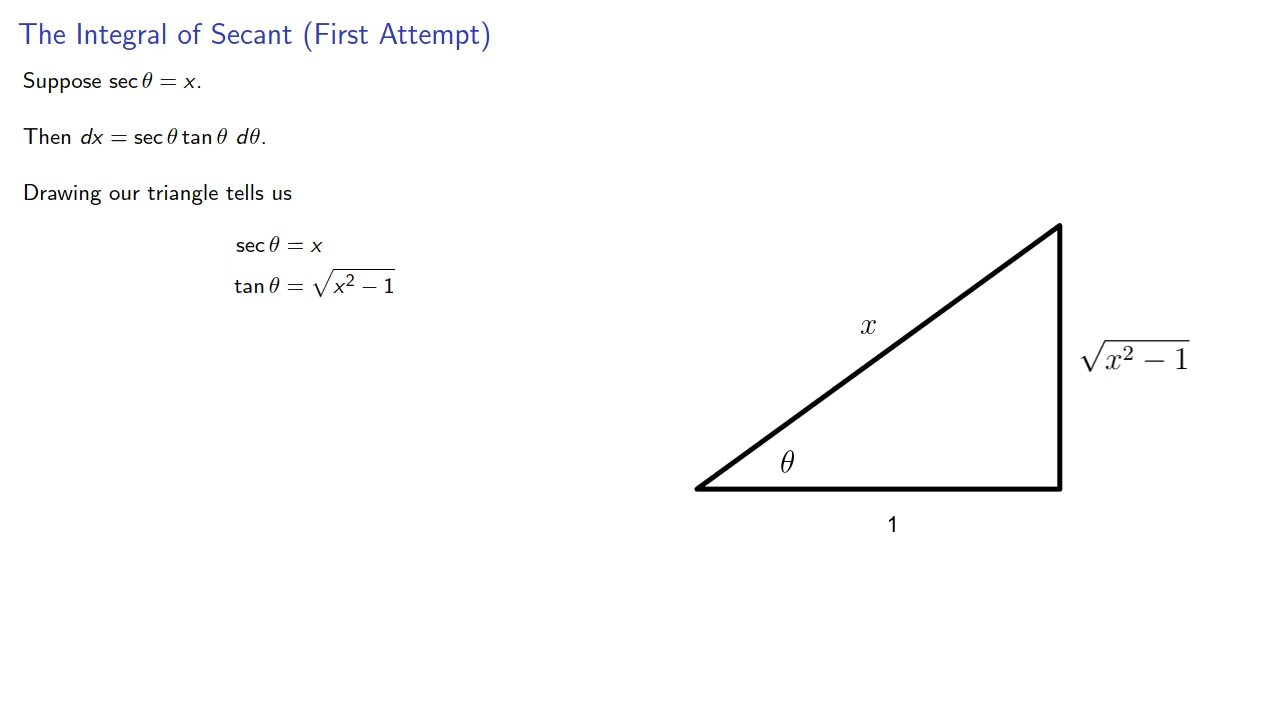 The Integral of Secant (First Attempt)
Suppose sec θ = x.
Then dx = sec θ tan θ dθ.
Drawing our triangle tells us
sec θ = x
tan θ = √(x² − 1)
x
√(x² − 1)
θ
1